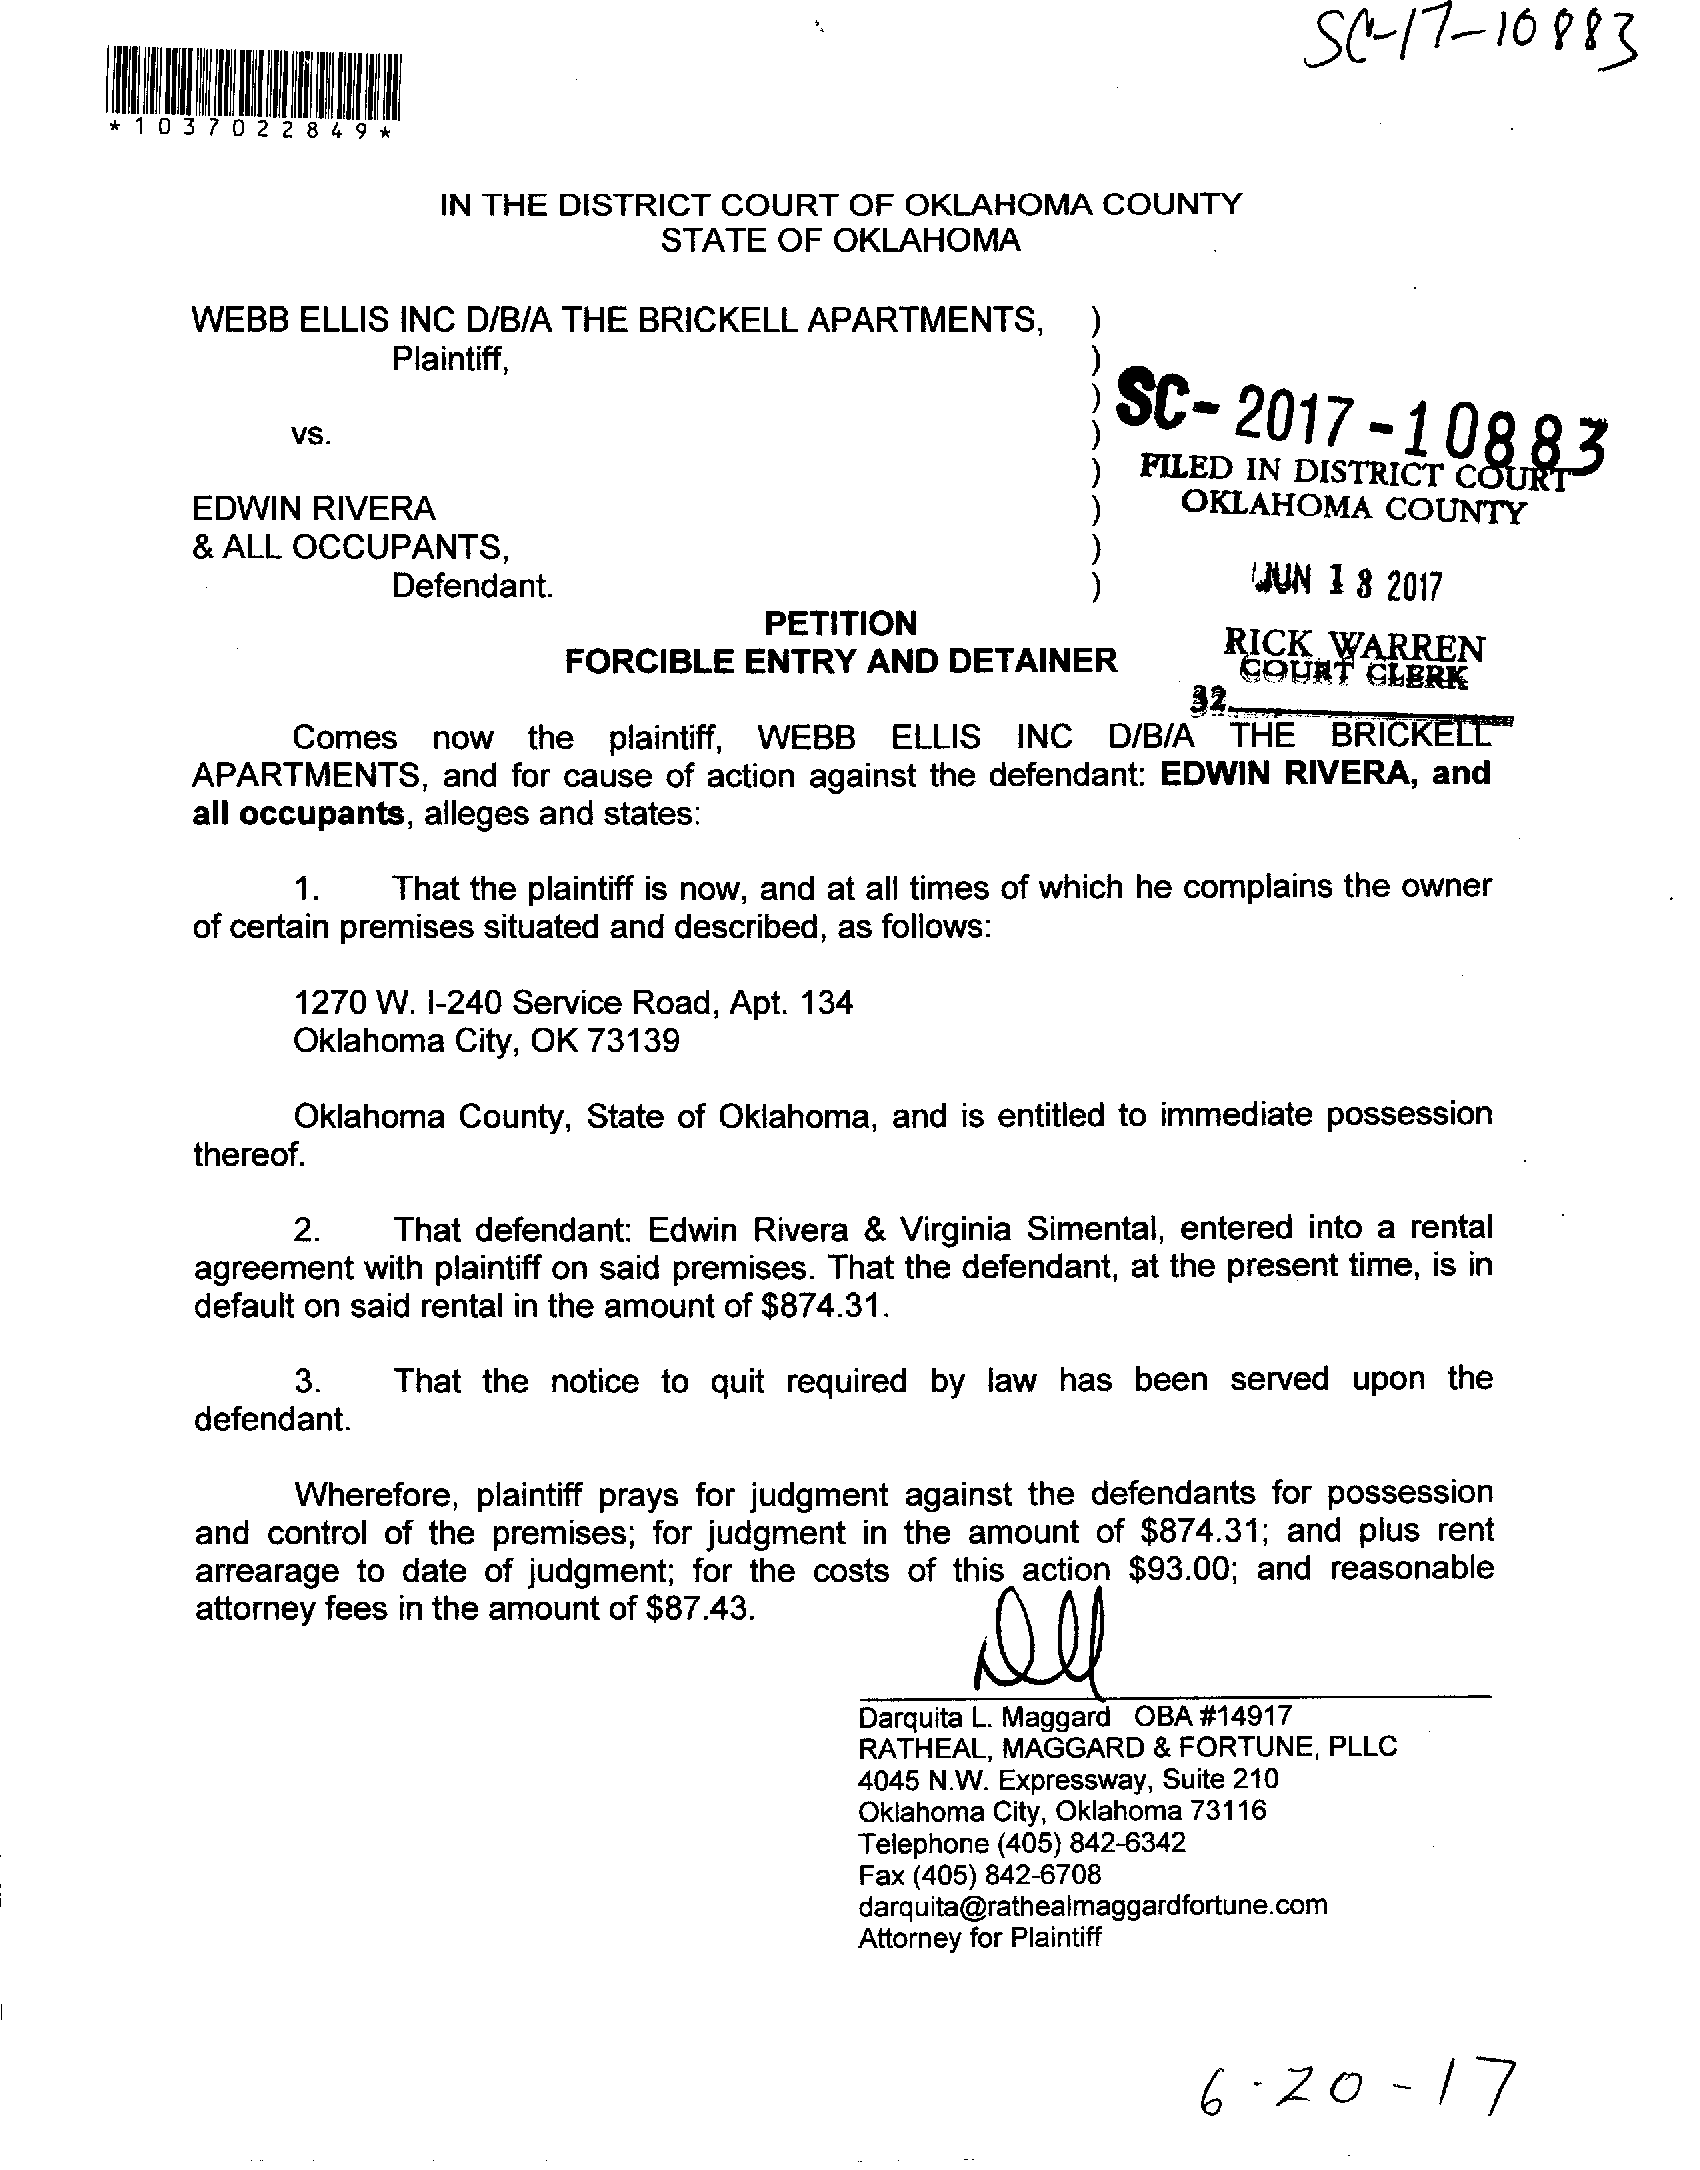 SC-17-10883
*1037022849*
IN THE DISTRICT COURT OF OKLAHOMA COUNTY
STATE OF OKLAHOMA
WEBB ELLIS INC D/B/A THE BRICKELL APARTMENTS, )
Plaintiff, )
)
vs. )
)
EDWIN RIVERA )
& ALL OCCUPANTS, )
Defendant. )
SC-2017-10883
FILED IN DISTRICT COURT
OKLAHOMA COUNTY
JUN 13 2017
RICK WARREN
COURT CLERK
32
PETITION
FORCIBLE ENTRY AND DETAINER
Comes now the plaintiff, WEBB ELLIS INC D/B/A THE BRICKELL
APARTMENTS, and for cause of action against the defendant: EDWIN RIVERA, and
all occupants, alleges and states:
1. That the plaintiff is now, and at all times of which he complains the owner
of certain premises situated and described, as follows:
1270 W. I-240 Service Road, Apt. 134
Oklahoma City, OK 73139
Oklahoma County, State of Oklahoma, and is entitled to immediate possession
thereof.
2. That defendant: Edwin Rivera & Virginia Simental, entered into a rental
agreement with plaintiff on said premises. That the defendant, at the present time, is in
default on said rental in the amount of $874.31.
3. That the notice to quit required by law has been served upon the
defendant.
Wherefore, plaintiff prays for judgment against the defendants for possession
and control of the premises; for judgment in the amount of $874.31; and plus rent
arrearage to date of judgment; for the costs of this action $93.00; and reasonable
attorney fees in the amount of $87.43.
Darquita L. Maggard OBA #14917
RATHEAL, MAGGARD & FORTUNE, PLLC
4045 N.W. Expressway, Suite 210
Oklahoma City, Oklahoma 73116
Telephone (405) 842-6342
Fax (405) 842-6708
darquita@rathealmaggardfortune.com
Attorney for Plaintiff
6-20-17